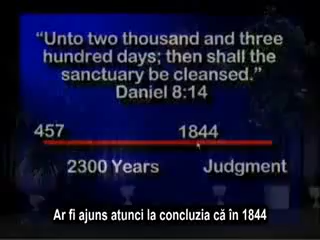 “Unto two thousand and three
hundred days; then shall the
sanctuary be cleansed.”
Daniel 8:14
457 1844
2300 Years Judgment
Ar fi ajuns atunci la concluzia că în 1844